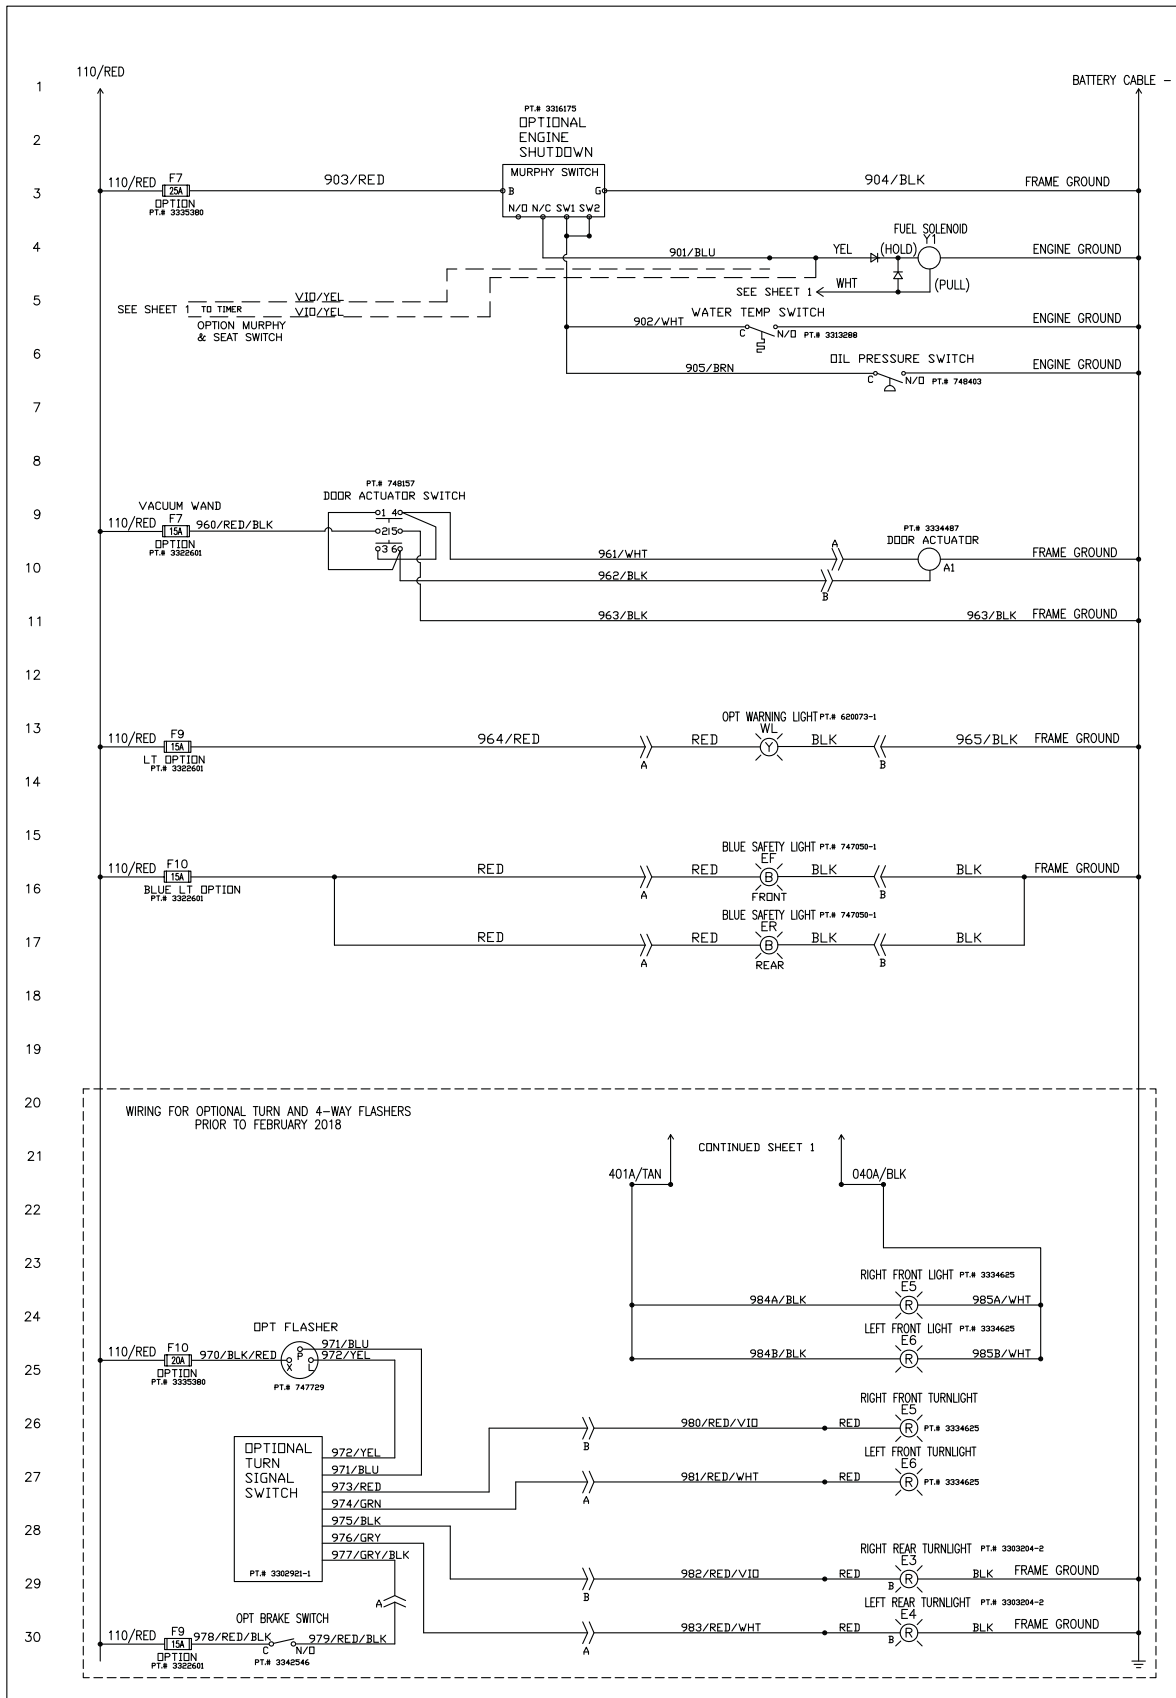 110/RED
BATTERY CABLE -
1
PT.# 3316175
OPTIONAL
ENGINE
SHUTDOWN
2
MURPHY SWITCH
110/RED F7 903/RED B G 904/BLK FRAME GROUND
3
25A
OPTION
PT.# 3335380
N/O N/C SW1 SW2
FUEL SOLENOID
Y1
4
901/BLU YEL (HOLD) ENGINE GROUND
WHT (PULL)
SEE SHEET 1
5
VIO/YEL
SEE SHEET 1 TO TIMER VIO/YEL
OPTION MURPHY
& SEAT SWITCH
WATER TEMP SWITCH
902/WHT C N/O PT.# 3313288 ENGINE GROUND
6
OIL PRESSURE SWITCH
905/BRN C N/O PT.# 748403 ENGINE GROUND
7
8
PT.# 748157
DOOR ACTUATOR SWITCH
9
VACUUM WAND
110/RED F7 960/RED/BLK
15A
OPTION
PT.# 3322601
1 4
2 5
3 6
PT.# 3334487
DOOR ACTUATOR
10
961/WHT A A1 FRAME GROUND
962/BLK B
11
963/BLK 963/BLK FRAME GROUND
12
13
OPT WARNING LIGHT PT.# 620073-1
WL
110/RED F9 964/RED A RED Y BLK B 965/BLK FRAME GROUND
15A
LT OPTION
PT.# 3322601
14
15
BLUE SAFETY LIGHT PT.# 747050-1
EF
110/RED F10 RED A RED B BLK B BLK FRAME GROUND
15A
16
BLUE LT OPTION
PT.# 3322601
FRONT
BLUE SAFETY LIGHT PT.# 747050-1
ER
17
RED A RED B BLK B BLK
REAR
18
19
20
WIRING FOR OPTIONAL TURN AND 4-WAY FLASHERS
PRIOR TO FEBRUARY 2018
21
CONTINUED SHEET 1
401A/TAN 040A/BLK
22
23
RIGHT FRONT LIGHT PT.# 3334625
E5
984A/BLK R 985A/WHT
24
LEFT FRONT LIGHT PT.# 3334625
E6
984B/BLK R 985B/WHT
OPT FLASHER
971/BLU
110/RED F10 970/BLK/RED X P L 972/YEL
20A
25
OPTION
PT.# 3335380
PT.# 747729
26
RIGHT FRONT TURNLIGHT
E5
980/RED/VIO B RED R PT.# 3334625
LEFT FRONT TURNLIGHT
E6
27
981/RED/WHT A RED R PT.# 3334625
OPTIONAL
TURN
SIGNAL
SWITCH
972/YEL
971/BLU
973/RED
974/GRN
975/BLK
976/GRY
977/GRY/BLK
PT.# 3302921-1
28
RIGHT REAR TURNLIGHT PT.# 3303204-2
E3
982/RED/VIO B RED B R BLK FRAME GROUND
29
LEFT REAR TURNLIGHT PT.# 3303204-2
E4
983/RED/WHT A RED B R BLK FRAME GROUND
30
A
OPT BRAKE SWITCH
110/RED F9 978/RED/BLK C N/O 979/RED/BLK
15A
OPTION
PT.# 3322601
PT.# 3342546